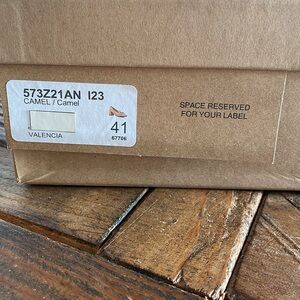 573Z21AN I23
CAMEL / Camel
VALENCIA
41
67706
SPACE RESERVED
FOR YOUR LABEL